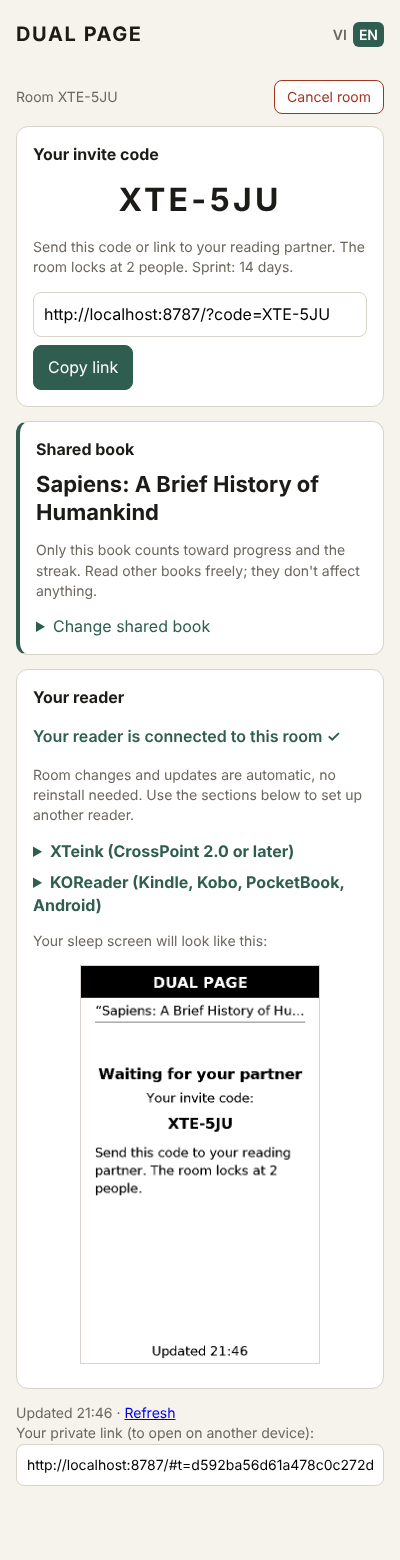 DUAL PAGE
VI EN
Room XTE-5JU
Cancel room
Your invite code
XTE-5JU
Send this code or link to your reading partner. The
room locks at 2 people. Sprint: 14 days.
http://localhost:8787/?code=XTE-5JU
Copy link
Shared book
Sapiens: A Brief History of
Humankind
Only this book counts toward progress and the
streak. Read other books freely; they don't affect
anything.
▶ Change shared book
Your reader
Your reader is connected to this room ✓
Room changes and updates are automatic, no
reinstall needed. Use the sections below to set up
another reader.
▶ XTeink (CrossPoint 2.0 or later)
▶ KOReader (Kindle, Kobo, PocketBook,
Android)
Your sleep screen will look like this:
DUAL PAGE
“Sapiens: A Brief History of Hu...
Waiting for your partner
Your invite code:
XTE-5JU
Send this code to your reading
partner. The room locks at 2
people.
Updated 21:46
Updated 21:46 · Refresh
Your private link (to open on another device):
http://localhost:8787/#t=d592ba56d61a478c0c272d